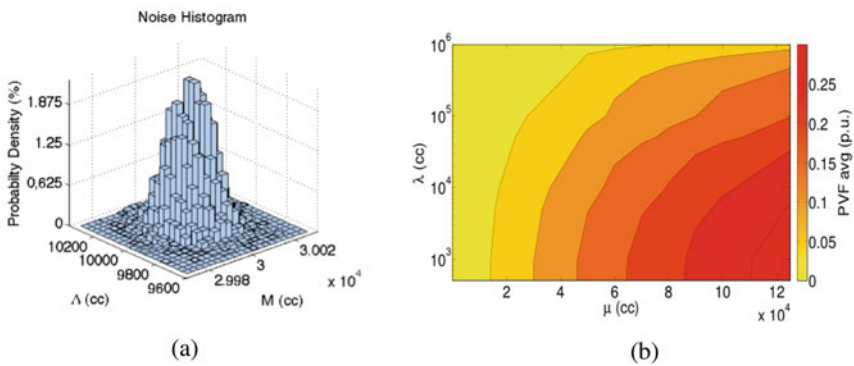 Noise Histogram
Probabilty Density (%)
1.875
1.25
0,625
0
10200
10000
9800
9600
Λ (cc)
2.998
3
3.002
x 10^4
M (cc)
(a)
λ (cc)
10^6
10^5
10^4
10^3
2
4
6
8
10
12
x 10^4
μ (cc)
0.25
0.2
0.15
0.1
0.05
0
PVF avg (p.u.)
(b)